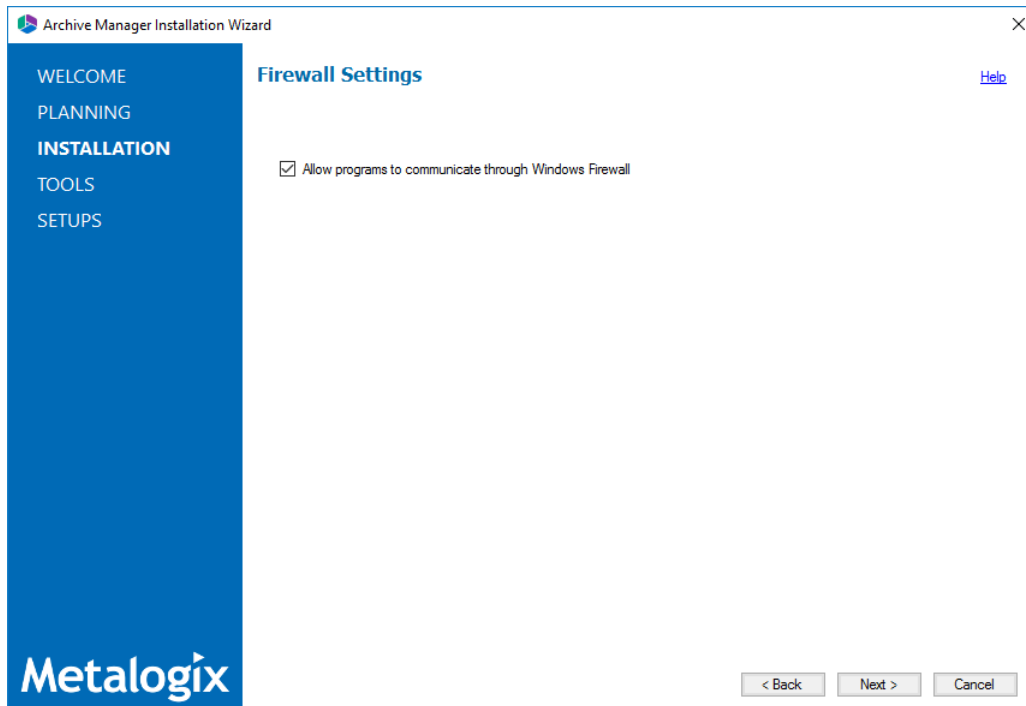 Archive Manager Installation Wizard
WELCOME
PLANNING
INSTALLATION
TOOLS
SETUPS
Firewall Settings
Help
Allow programs to communicate through Windows Firewall
Metalogix
< Back
Next >
Cancel